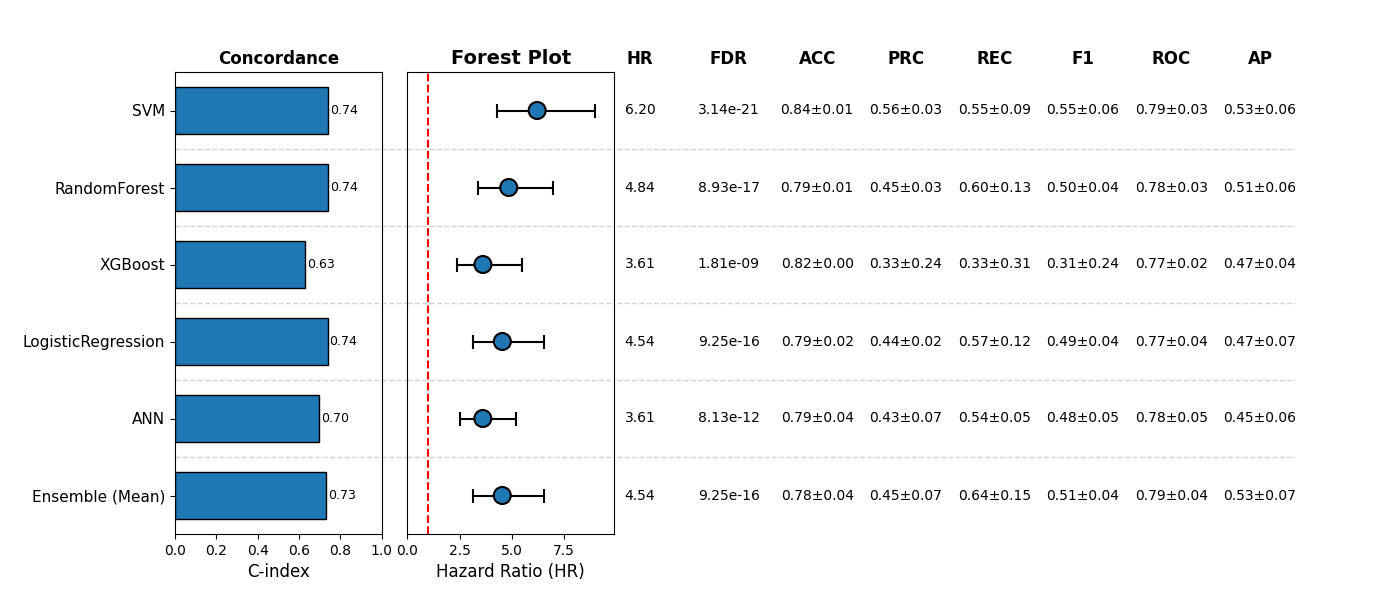 Concordance Forest Plot HR FDR ACC PRC REC F1 ROC AP
SVM 0.74 6.20 3.14e-21 0.84±0.01 0.56±0.03 0.55±0.09 0.55±0.06 0.79±0.03 0.53±0.06
RandomForest 0.74 4.84 8.93e-17 0.79±0.01 0.45±0.03 0.60±0.13 0.50±0.04 0.78±0.03 0.51±0.06
XGBoost 0.63 3.61 1.81e-09 0.82±0.00 0.33±0.24 0.33±0.31 0.31±0.24 0.77±0.02 0.47±0.04
LogisticRegression 0.74 4.54 9.25e-16 0.79±0.02 0.44±0.02 0.57±0.12 0.49±0.04 0.77±0.04 0.47±0.07
ANN 0.70 3.61 8.13e-12 0.79±0.04 0.43±0.07 0.54±0.05 0.48±0.05 0.78±0.05 0.45±0.06
Ensemble (Mean) 0.73 4.54 9.25e-16 0.78±0.04 0.45±0.07 0.64±0.15 0.51±0.04 0.79±0.04 0.53±0.07
0.0 0.2 0.4 0.6 0.8 1.0 0.0 2.5 5.0 7.5
C-index Hazard Ratio (HR)